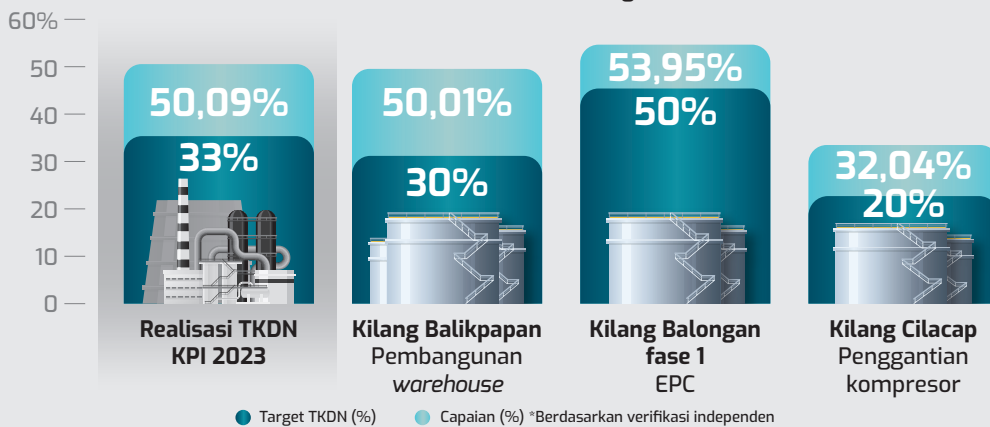 60%
50
40
30
20
10
0
50,09%
33%
50,01%
30%
53,95%
50%
32,04%
20%
Realisasi TKDN
KPI 2023
Kilang Balikpapan
Pembangunan
warehouse
Kilang Balongan
fase 1
EPC
Kilang Cilacap
Penggantian
kompresor
Target TKDN (%)
Capaian (%) *Berdasarkan verifikasi independen